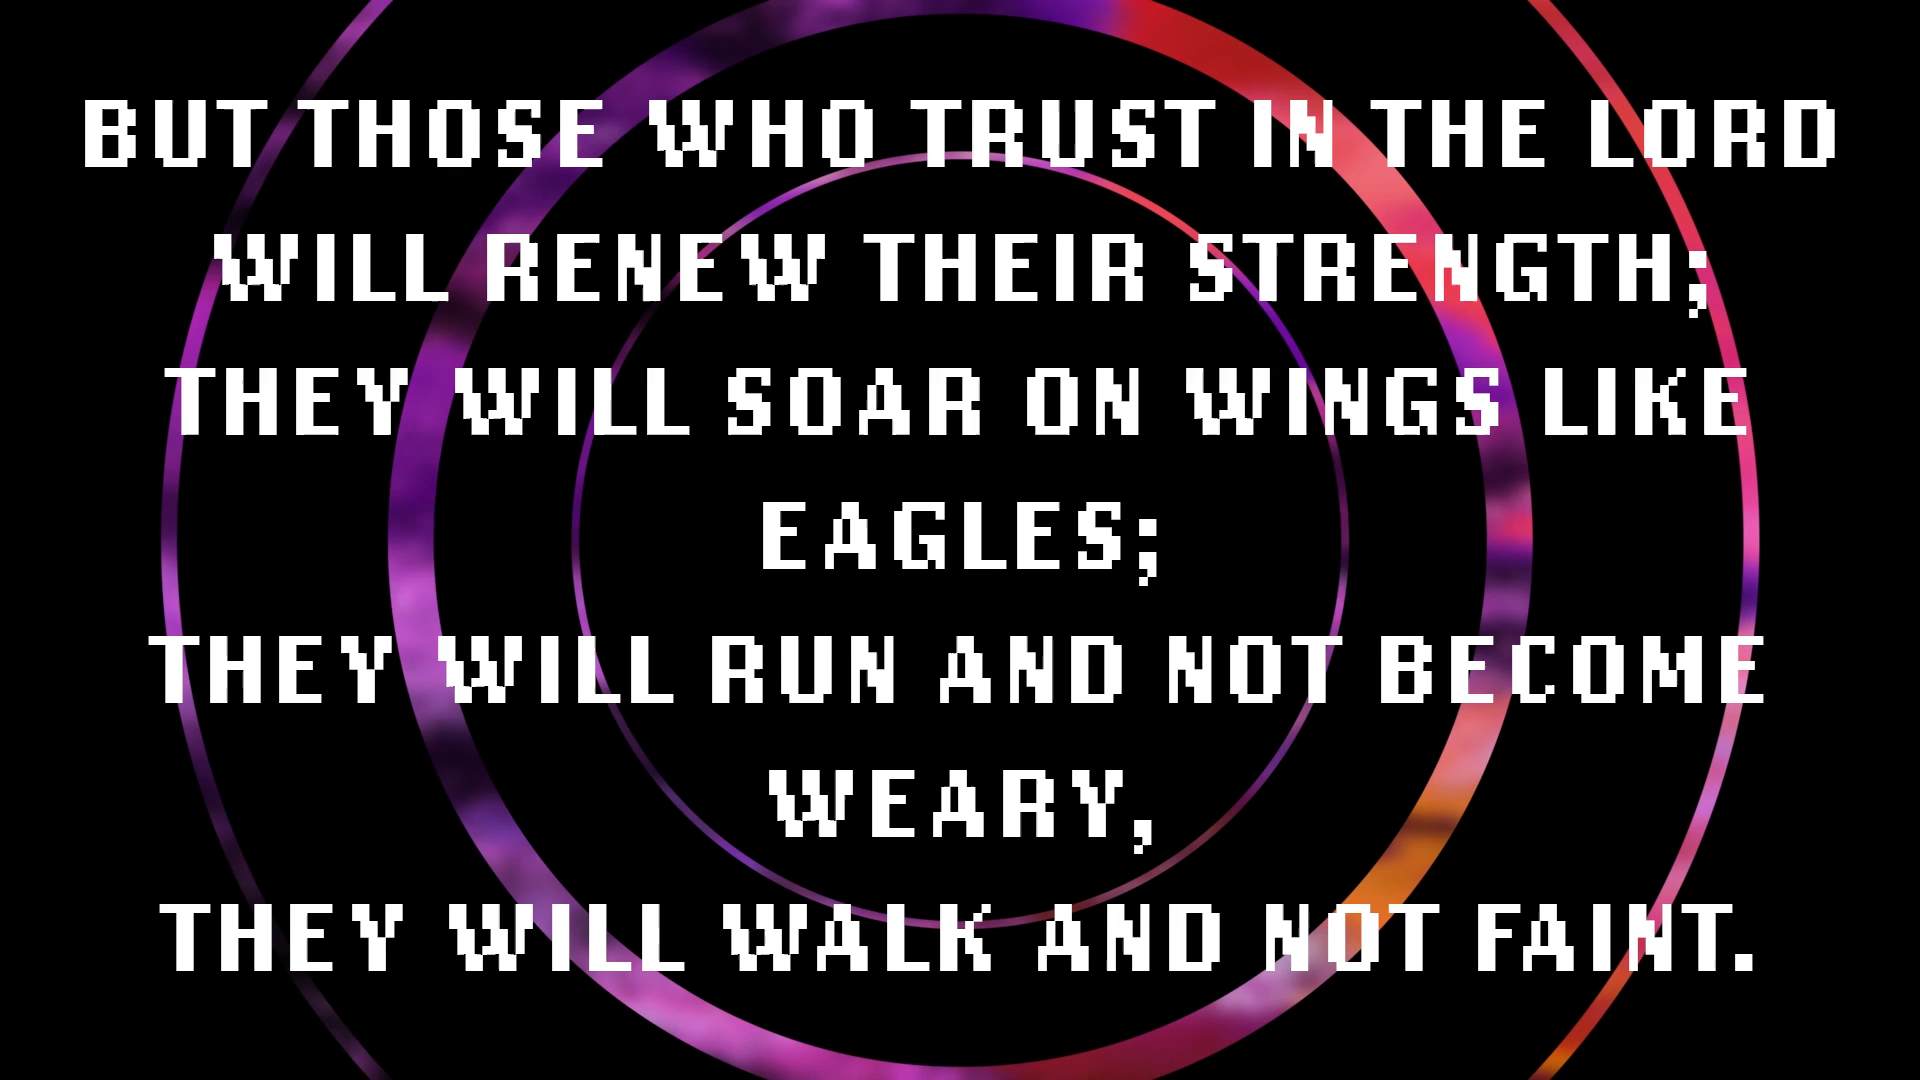 BUT THOSE WHO TRUST IN THE LORD
WILL RENEW THEIR STRENGTH;
THEY WILL SOAR ON WINGS LIKE
EAGLES;
THEY WILL RUN AND NOT BECOME
WEARY,
THEY WILL WALK AND NOT FAINT.